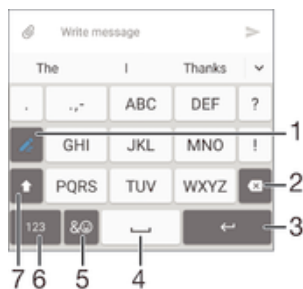 Write message
The I Thanks
. .,- ABC DEF ?
GHI JKL MNO ! 1
PQRS TUV WXYZ 2
123 &☺ 3
7 6 5 4